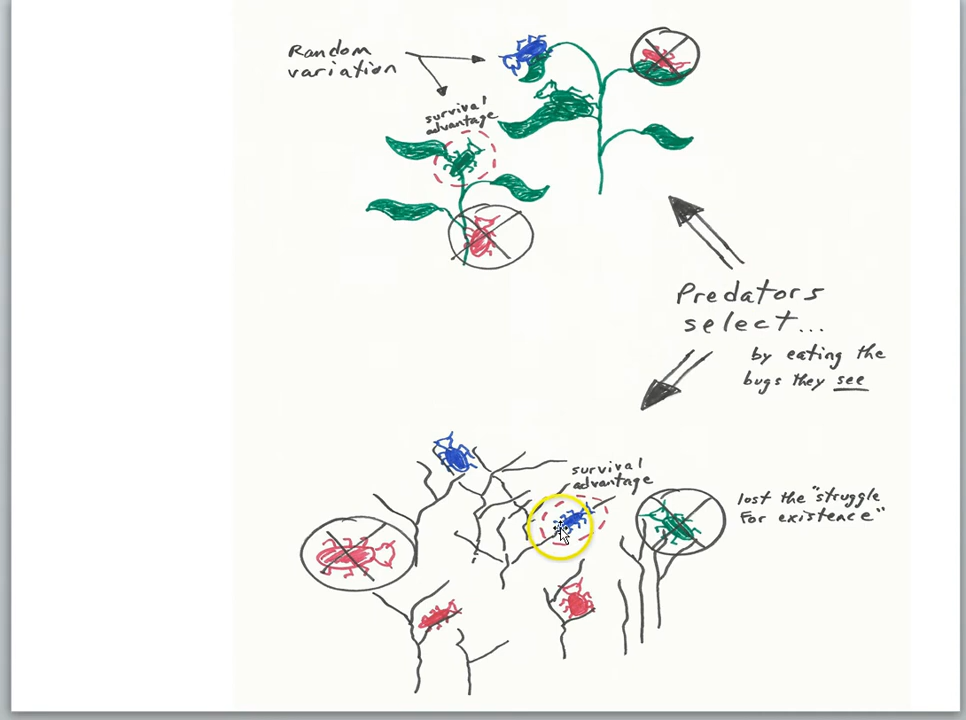 Random
variation
survival
advantage
Predators
select...
by eating the
bugs they see
survival
advantage
lost the "struggle
For existence"